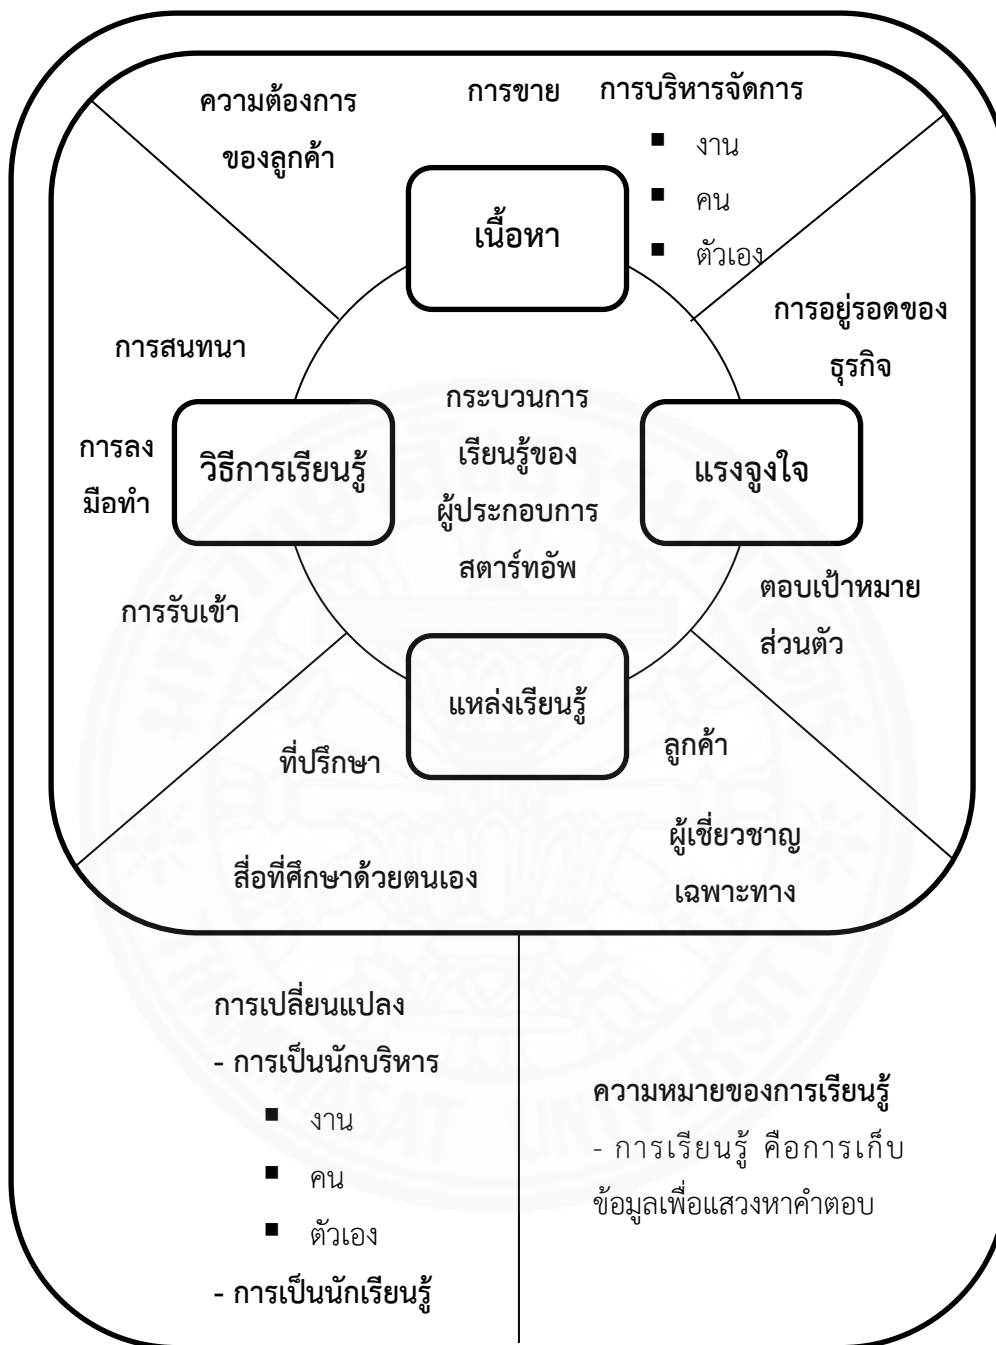 ความต้องการ
ของลูกค้า
การขาย
การบริหารจัดการ
■ งาน
■ คน
■ ตัวเอง
เนื้อหา
การอยู่รอดของ
ธุรกิจ
การสนทนา
การลง
มือทำ
วิธีการเรียนรู้
กระบวนการ
เรียนรู้ของ
ผู้ประกอบการ
สตาร์ทอัพ
แรงจูงใจ
การรับเข้า
ตอบเป้าหมาย
ส่วนตัว
แหล่งเรียนรู้
ที่ปรึกษา
ลูกค้า
สื่อที่ศึกษาด้วยตนเอง
ผู้เชี่ยวชาญ
เฉพาะทาง
การเปลี่ยนแปลง
- การเป็นนักบริหาร
■ งาน
■ คน
■ ตัวเอง
- การเป็นนักเรียนรู้
ความหมายของการเรียนรู้
- การเรียนรู้ คือการเก็บ
ข้อมูลเพื่อแสวงหาคำตอบ
THAMMASAT UNIVERSITY